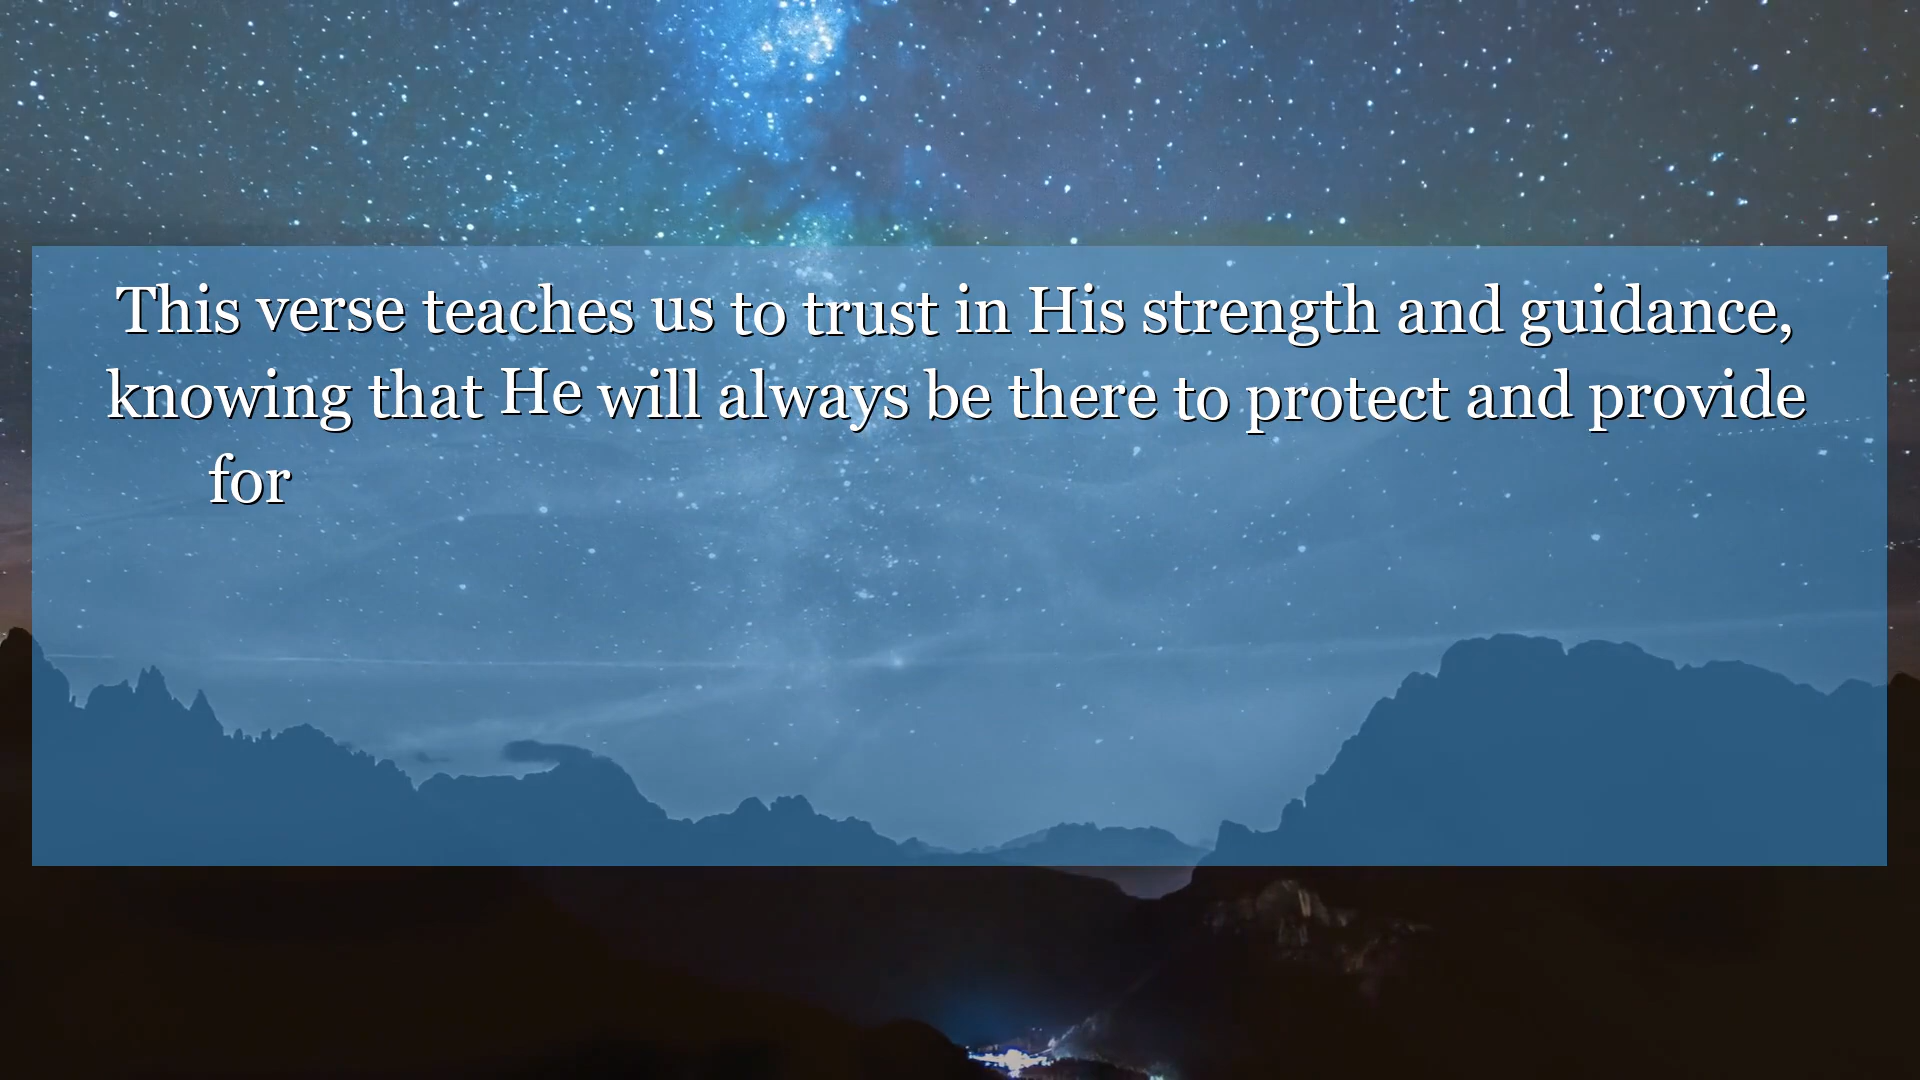 This verse teaches us to trust in His strength and guidance,
knowing that He will always be there to protect and provide
for